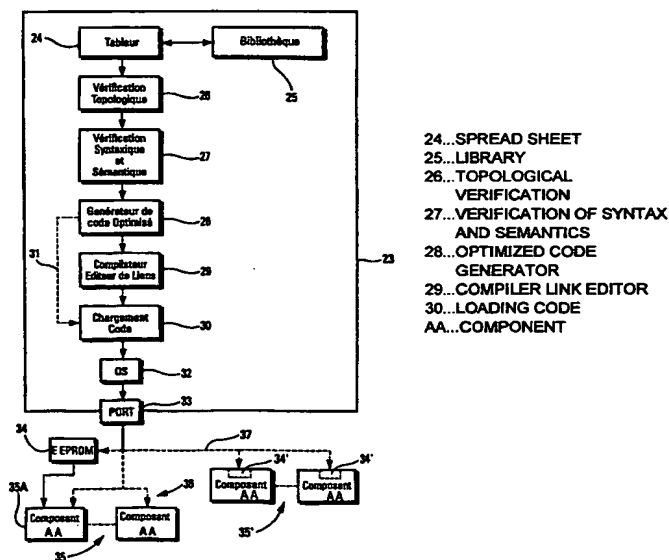 24
Tableur
Bibliothèque
25
Vérification
Topologique
26
Vérification
Syntaxique
et
Sémantique
27
Générateur de
code Optimisé
28
31
Compilateur
Editeur de Liens
29
Chargement
Code
30
23
OS
32
PORT
33
34
E EPROM
37
34'
34'
35A
36
Composant
AA
Composant
AA
Composant
AA
Composant
AA
35
35'
24...SPREAD SHEET
25...LIBRARY
26...TOPOLOGICAL
VERIFICATION
27...VERIFICATION OF SYNTAX
AND SEMANTICS
28...OPTIMIZED CODE
GENERATOR
29...COMPILER LINK EDITOR
30...LOADING CODE
AA...COMPONENT